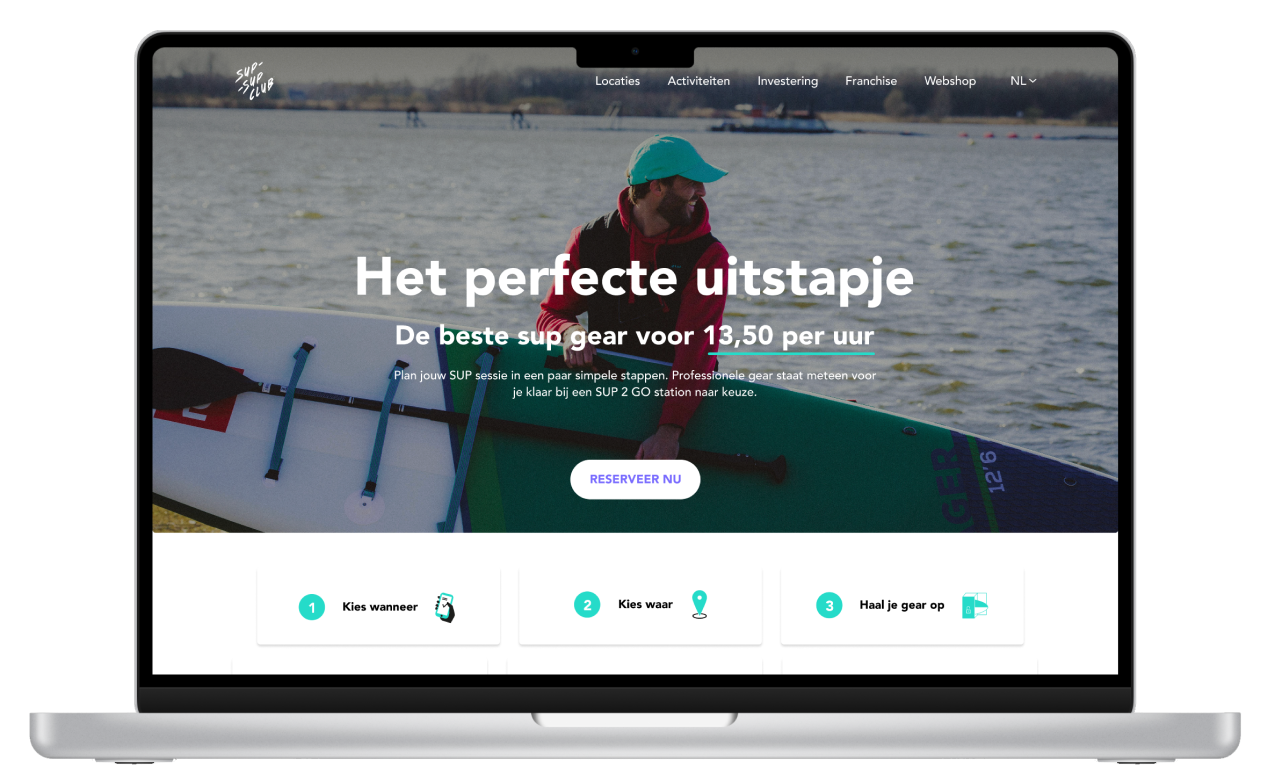 SUP-
SUP
CLUB
Locaties Activiteiten Investering Franchise Webshop NL
Het perfecte uitstapje
De beste sup gear voor 13,50 per uur
Plan jouw SUP sessie in een paar simpele stappen. Professionele gear staat meteen voor
je klaar bij een SUP 2 GO station naar keuze.
GER
12'6
RESERVEER NU
1 Kies wanneer
2 Kies waar
3 Haal je gear op